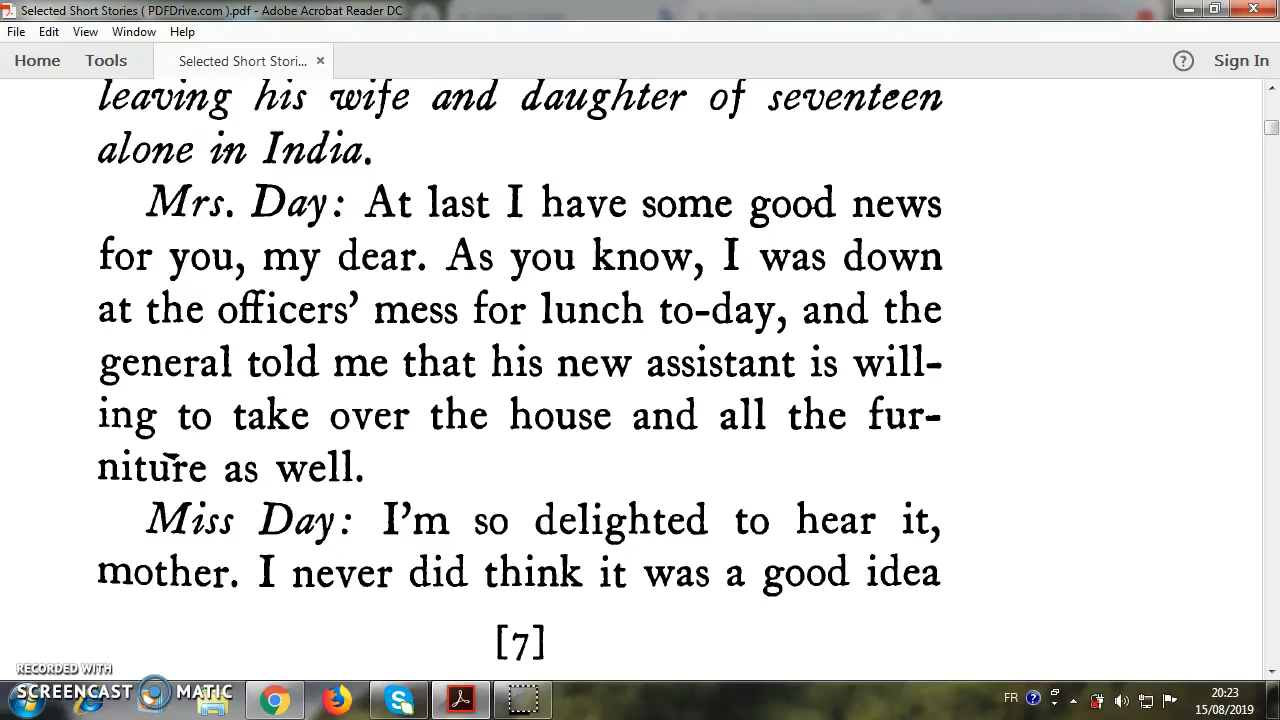 Selected Short Stories ( PDFDrive.com ).pdf - Adobe Acrobat Reader DC
File Edit View Window Help
Home Tools Selected Short Stori... × ? Sign In
leaving his wife and daughter of seventeen
alone in India.
Mrs. Day: At last I have some good news
for you, my dear. As you know, I was down
at the officers' mess for lunch to-day, and the
general told me that his new assistant is will-
ing to take over the house and all the fur-
niture as well.
Miss Day: I'm so delighted to hear it,
mother. I never did think it was a good idea
[7]
RECORDED WITH
SCREENCAST MATIC
FR ? 20:23
15/08/2019